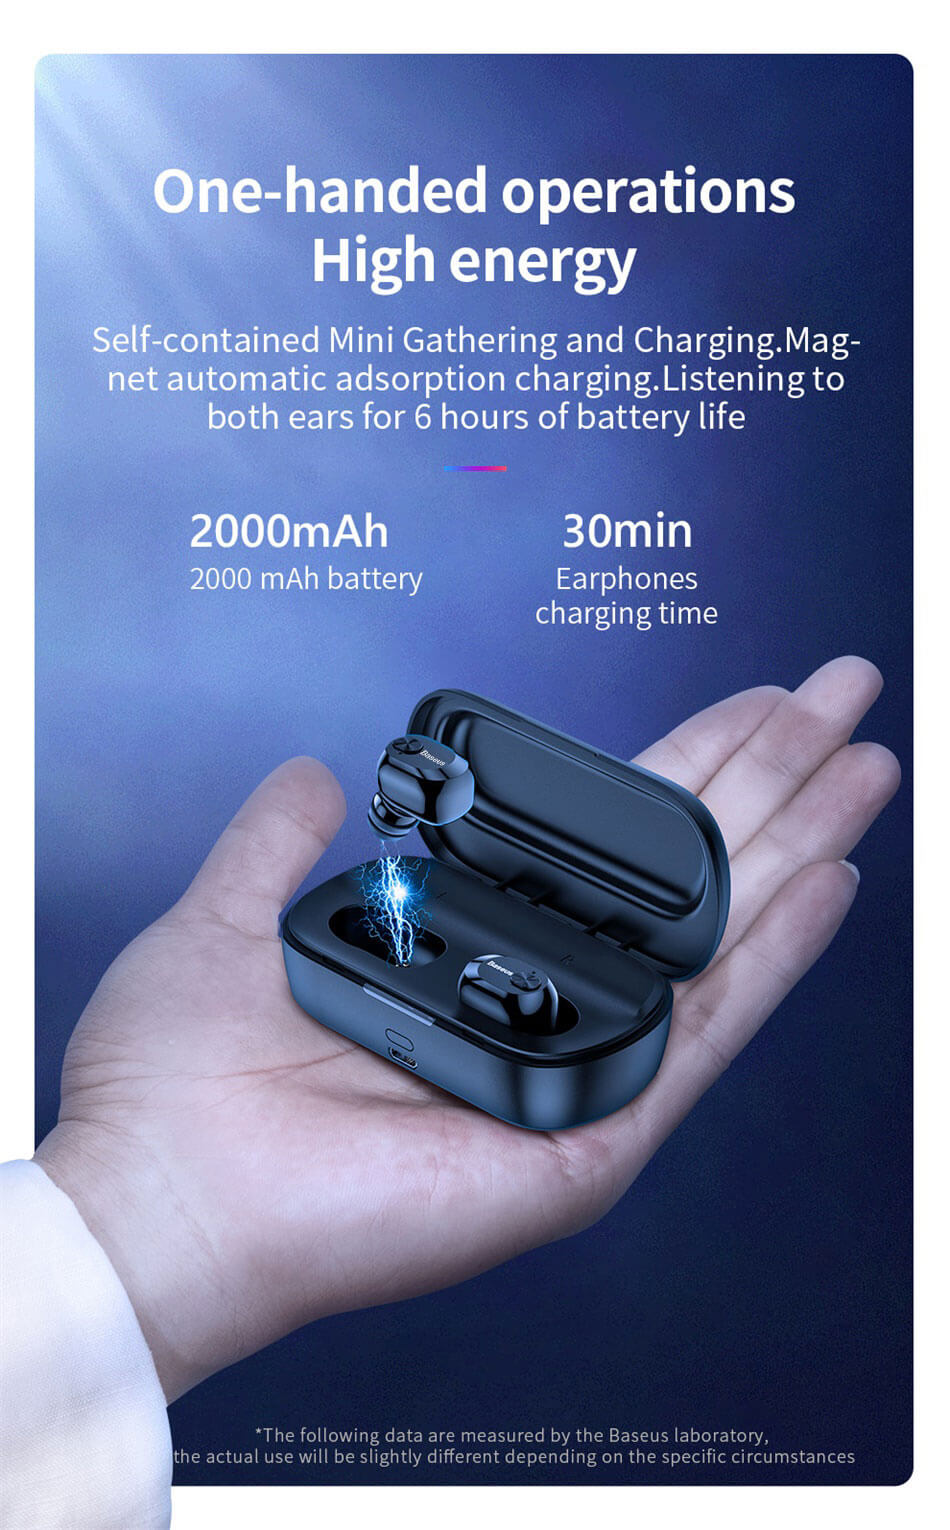 One-handed operations
High energy
Self-contained Mini Gathering and Charging.Mag-
net automatic adsorption charging.Listening to
both ears for 6 hours of battery life
2000mAh
2000 mAh battery
30min
Earphones
charging time
Baseus
Baseus
R
*The following data are measured by the Baseus laboratory,
the actual use will be slightly different depending on the specific circumstances